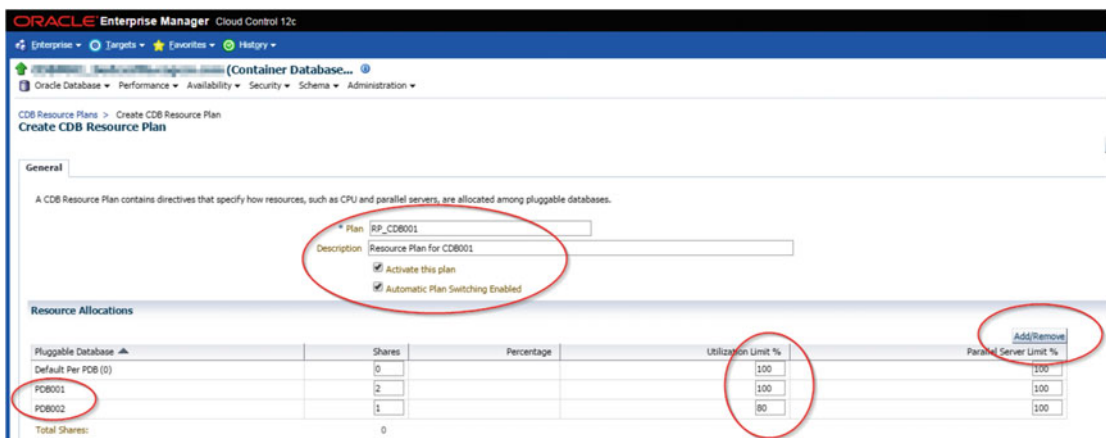 ORACLE Enterprise Manager Cloud Control 12c
Enterprise Targets Favorites History
(Container Database...
Oracle Database Performance Availability Security Schema Administration
CDB Resource Plans > Create CDB Resource Plan
Create CDB Resource Plan
General
A CDB Resource Plan contains directives that specify how resources, such as CPU and parallel servers, are allocated among pluggable databases.
* Plan RP_CDB001
Description Resource Plan for CDB001
Activate this plan
Automatic Plan Switching Enabled
Resource Allocations
Add/Remove
Pluggable Database Shares Percentage Utilization Limit % Parallel Server Limit %
Default Per PDB (0) 0 100 100
PDB001 2 100 100
PDB002 1 80 100
Total Shares: 0